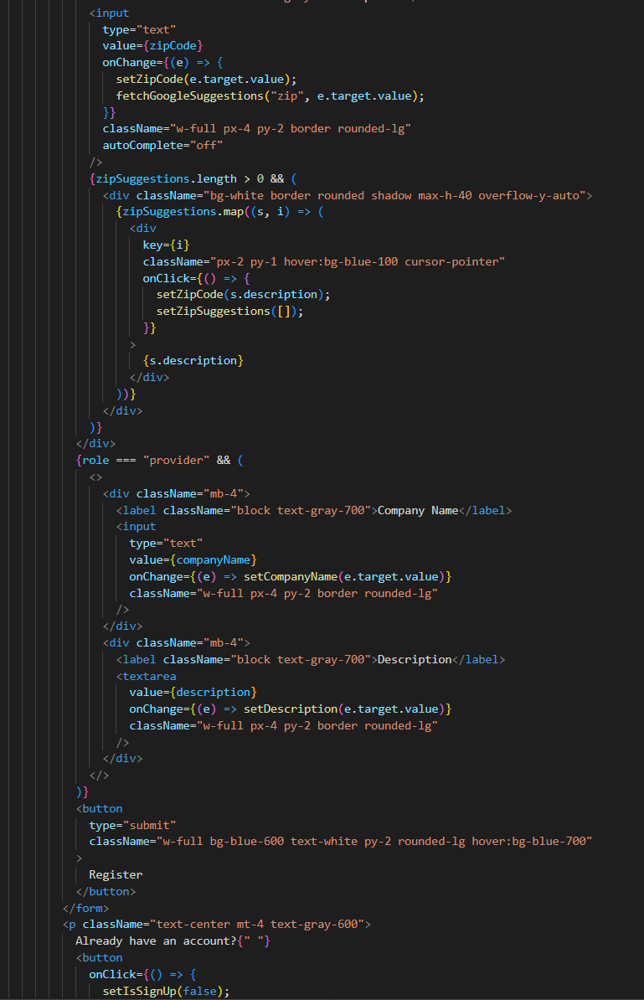 <input
type="text"
value={zipCode}
onChange={(e) => {
setZipCode(e.target.value);
fetchGoogleSuggestions("zip", e.target.value);
}}
className="w-full px-4 py-2 border rounded-lg"
autoComplete="off"
/>
{zipSuggestions.length > 0 && (
<div className="bg-white border rounded shadow max-h-40 overflow-y-auto">
{zipSuggestions.map((s, i) => (
<div
key={i}
className="px-2 py-1 hover:bg-blue-100 cursor-pointer"
onClick={() => {
setZipCode(s.description);
setZipSuggestions([]);
}}
>
{s.description}
</div>
))}
</div>
)}
</div>
{role === "provider" && (
<>
<div className="mb-4">
<label className="block text-gray-700">Company Name</label>
<input
type="text"
value={companyName}
onChange={(e) => setCompanyName(e.target.value)}
className="w-full px-4 py-2 border rounded-lg"
/>
</div>
<div className="mb-4">
<label className="block text-gray-700">Description</label>
<textarea
value={description}
onChange={(e) => setDescription(e.target.value)}
className="w-full px-4 py-2 border rounded-lg"
/>
</div>
</>
)}
<button
type="submit"
className="w-full bg-blue-600 text-white py-2 rounded-lg hover:bg-blue-700"
>
Register
</button>
</form>
<p className="text-center mt-4 text-gray-600">
Already have an account?{" "}
<button
onClick={() => {
setIsSignUp(false);